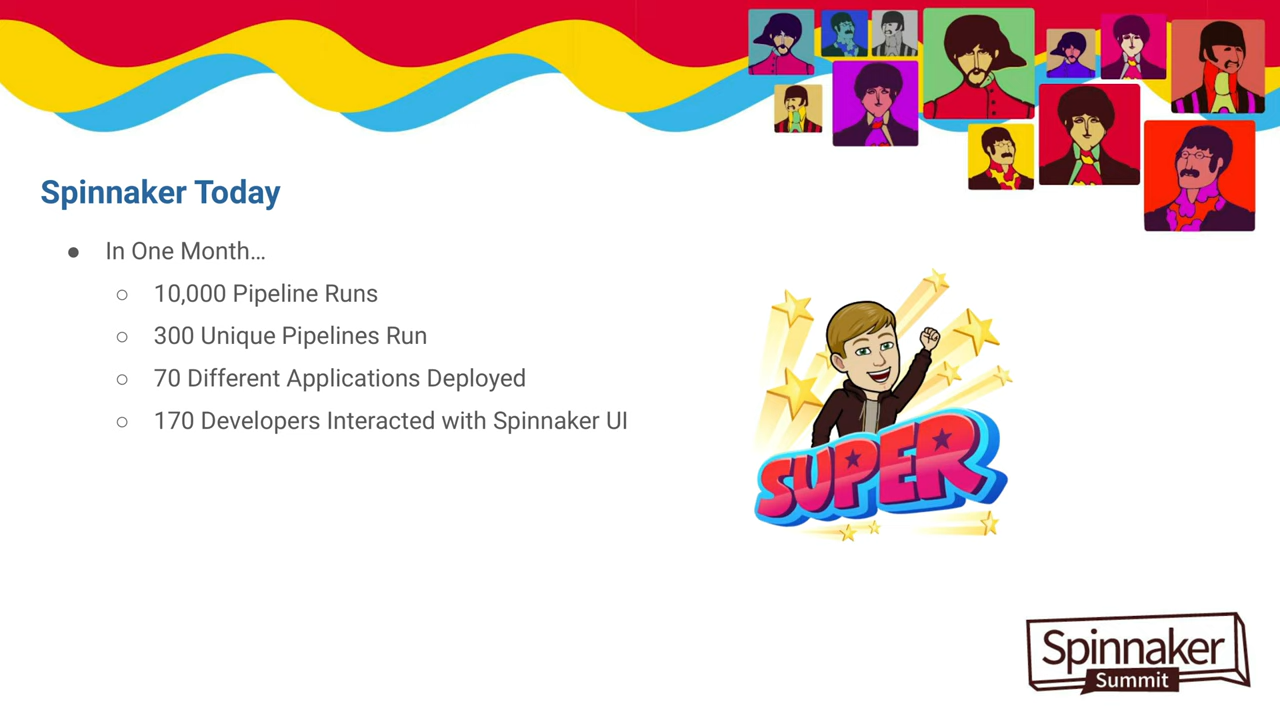 Spinnaker Today
● In One Month…
○ 10,000 Pipeline Runs
○ 300 Unique Pipelines Run
○ 70 Different Applications Deployed
○ 170 Developers Interacted with Spinnaker UI
SUPER
Spinnaker
Summit